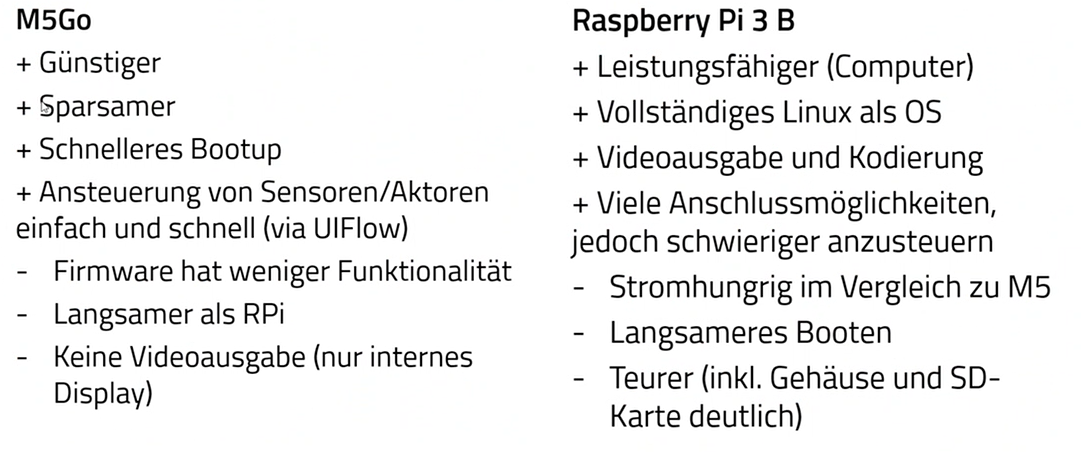 M5Go
+ Günstiger
+ Sparsamer
+ Schnelleres Bootup
+ Ansteuerung von Sensoren/Aktoren
einfach und schnell (via UIFlow)
- Firmware hat weniger Funktionalität
- Langsamer als RPi
- Keine Videoausgabe (nur internes
Display)
Raspberry Pi 3 B
+ Leistungsfähiger (Computer)
+ Vollständiges Linux als OS
+ Videoausgabe und Kodierung
+ Viele Anschlussmöglichkeiten,
jedoch schwieriger anzusteuern
- Stromhungrig im Vergleich zu M5
- Langsameres Booten
- Teurer (inkl. Gehäuse und SD-
Karte deutlich)